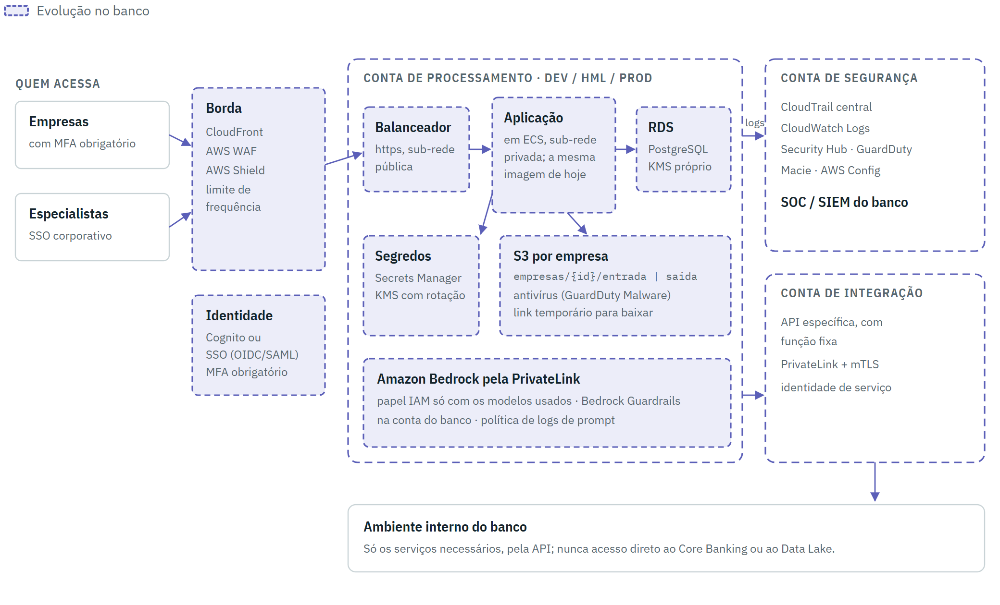 Evolução no banco
QUEM ACESSA
Empresas
com MFA obrigatório
Especialistas
SSO corporativo
Borda
CloudFront
AWS WAF
AWS Shield
limite de
frequência
Identidade
Cognito ou
SSO (OIDC/SAML)
MFA obrigatório
CONTA DE PROCESSAMENTO · DEV / HML / PROD
Balanceador
https, sub-rede
pública
Aplicação
em ECS, sub-rede
privada; a mesma
imagem de hoje
RDS
PostgreSQL
KMS próprio
Segredos
Secrets Manager
KMS com rotação
S3 por empresa
empresas/{id}/entrada | saida
antivírus (GuardDuty Malware)
link temporário para baixar
Amazon Bedrock pela PrivateLink
papel IAM só com os modelos usados · Bedrock Guardrails
na conta do banco · política de logs de prompt
logs
CONTA DE SEGURANÇA
CloudTrail central
CloudWatch Logs
Security Hub · GuardDuty
Macie · AWS Config
SOC / SIEM do banco
CONTA DE INTEGRAÇÃO
API específica, com
função fixa
PrivateLink + mTLS
identidade de serviço
Ambiente interno do banco
Só os serviços necessários, pela API; nunca acesso direto ao Core Banking ou ao Data Lake.